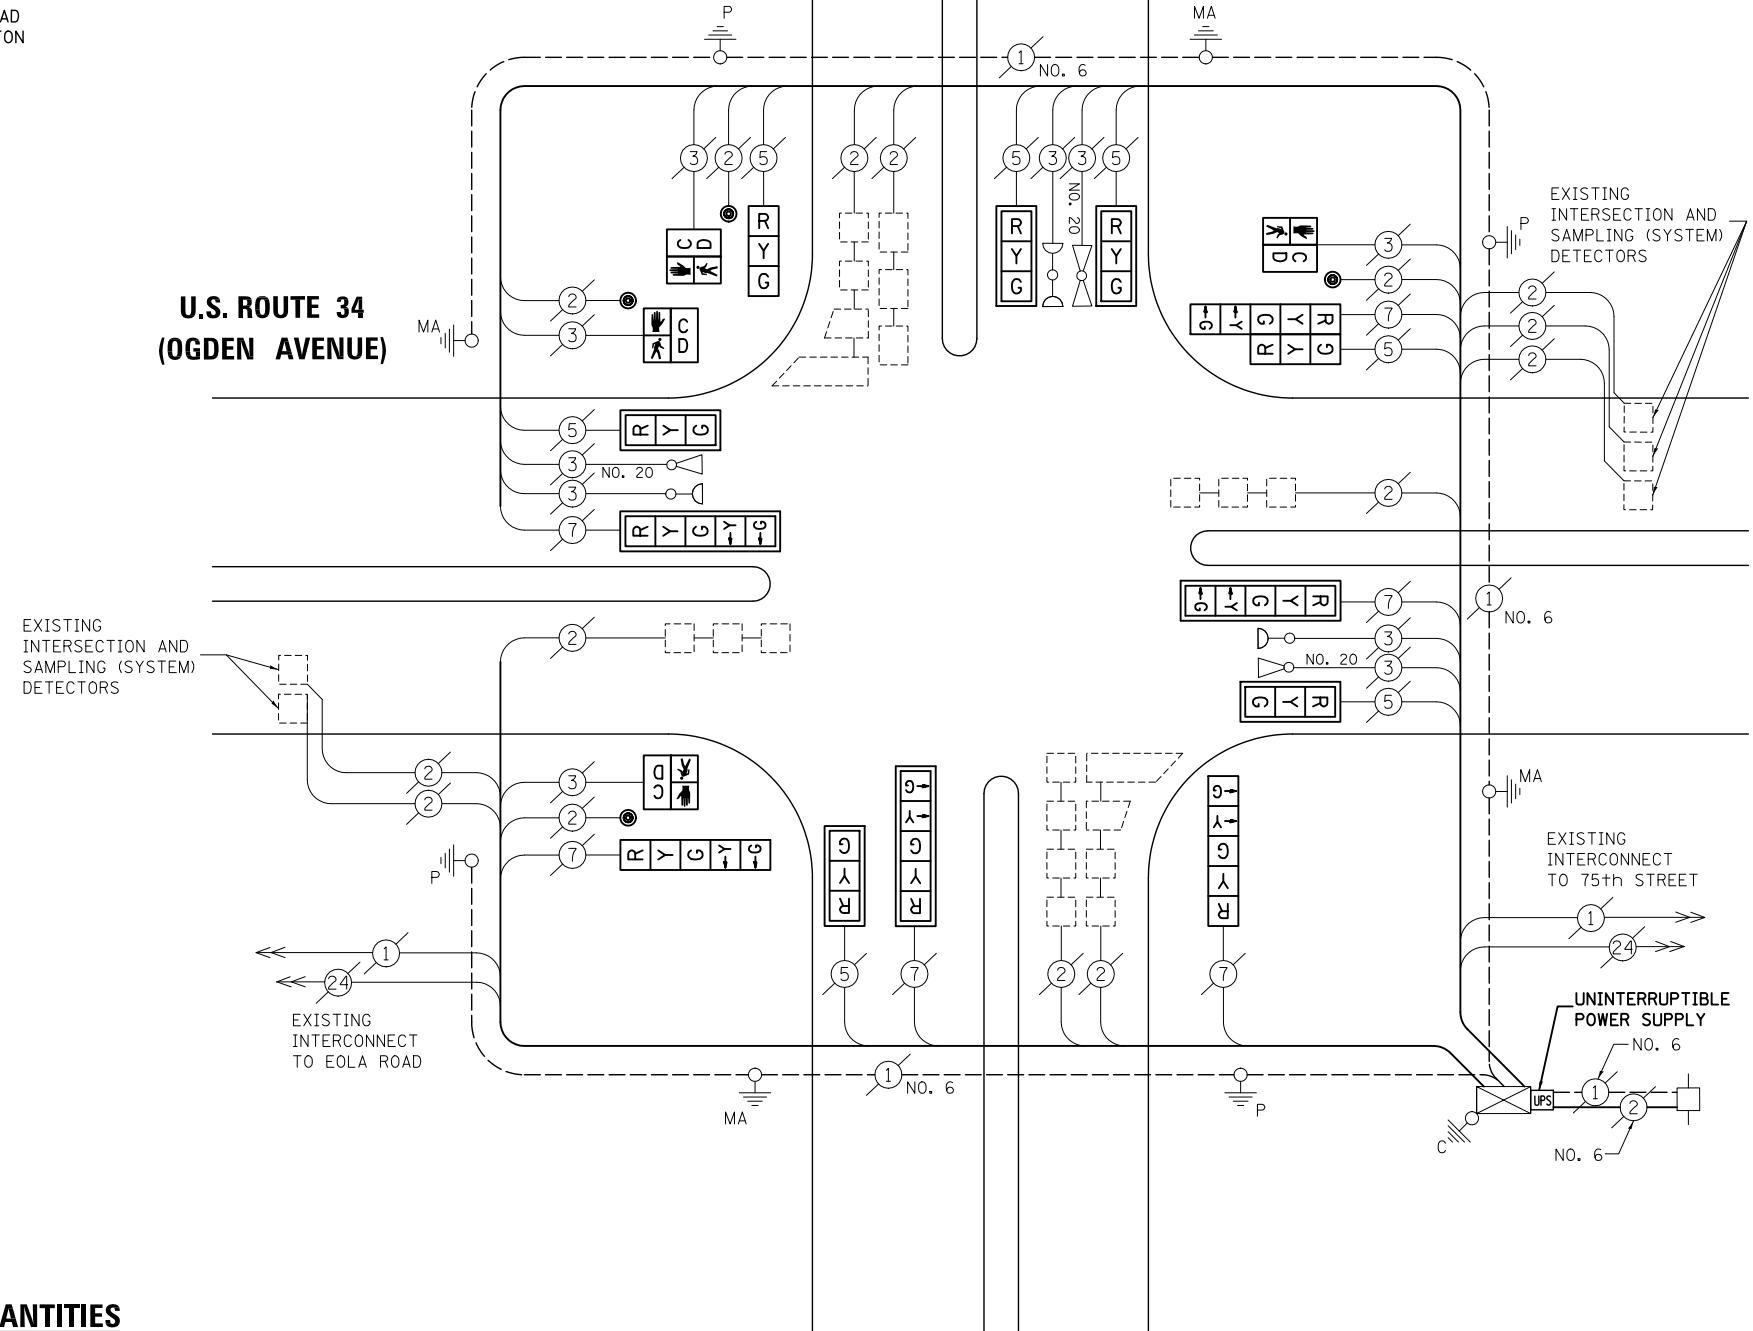 AD
TON
P
MA
1
NO. 6
3
2
5
2
2
5
3
3
5
NO. 20
R
Y
G
C
D
R
Y
G
R
Y
G
EXISTING
INTERSECTION AND
SAMPLING (SYSTEM)
DETECTORS
P
C
D
3
2
2
G Y G Y R
7
R Y G
5
2
2
U.S. ROUTE 34
(OGDEN AVENUE)
MA
2
3
C
D
5
R Y G
3
NO. 20
3
7
R Y G Y G
2
EXISTING
INTERSECTION AND
SAMPLING (SYSTEM)
DETECTORS
2
G Y G Y R
7
1
NO. 6
3
NO. 20
3
G Y R
5
2
2
3
C
D
2
7
R Y G Y G
P
G
Y
R
G
Y
G
Y
R
G
Y
G
Y
R
MA
EXISTING
INTERCONNECT
TO 75th STREET
1
24
1
24
5
7
2
2
7
EXISTING
INTERCONNECT
TO EOLA ROAD
UNINTERRUPTIBLE
POWER SUPPLY
NO. 6
1
NO. 6
MA
P
UPS
1
2
C
NO. 6
ANTITIES